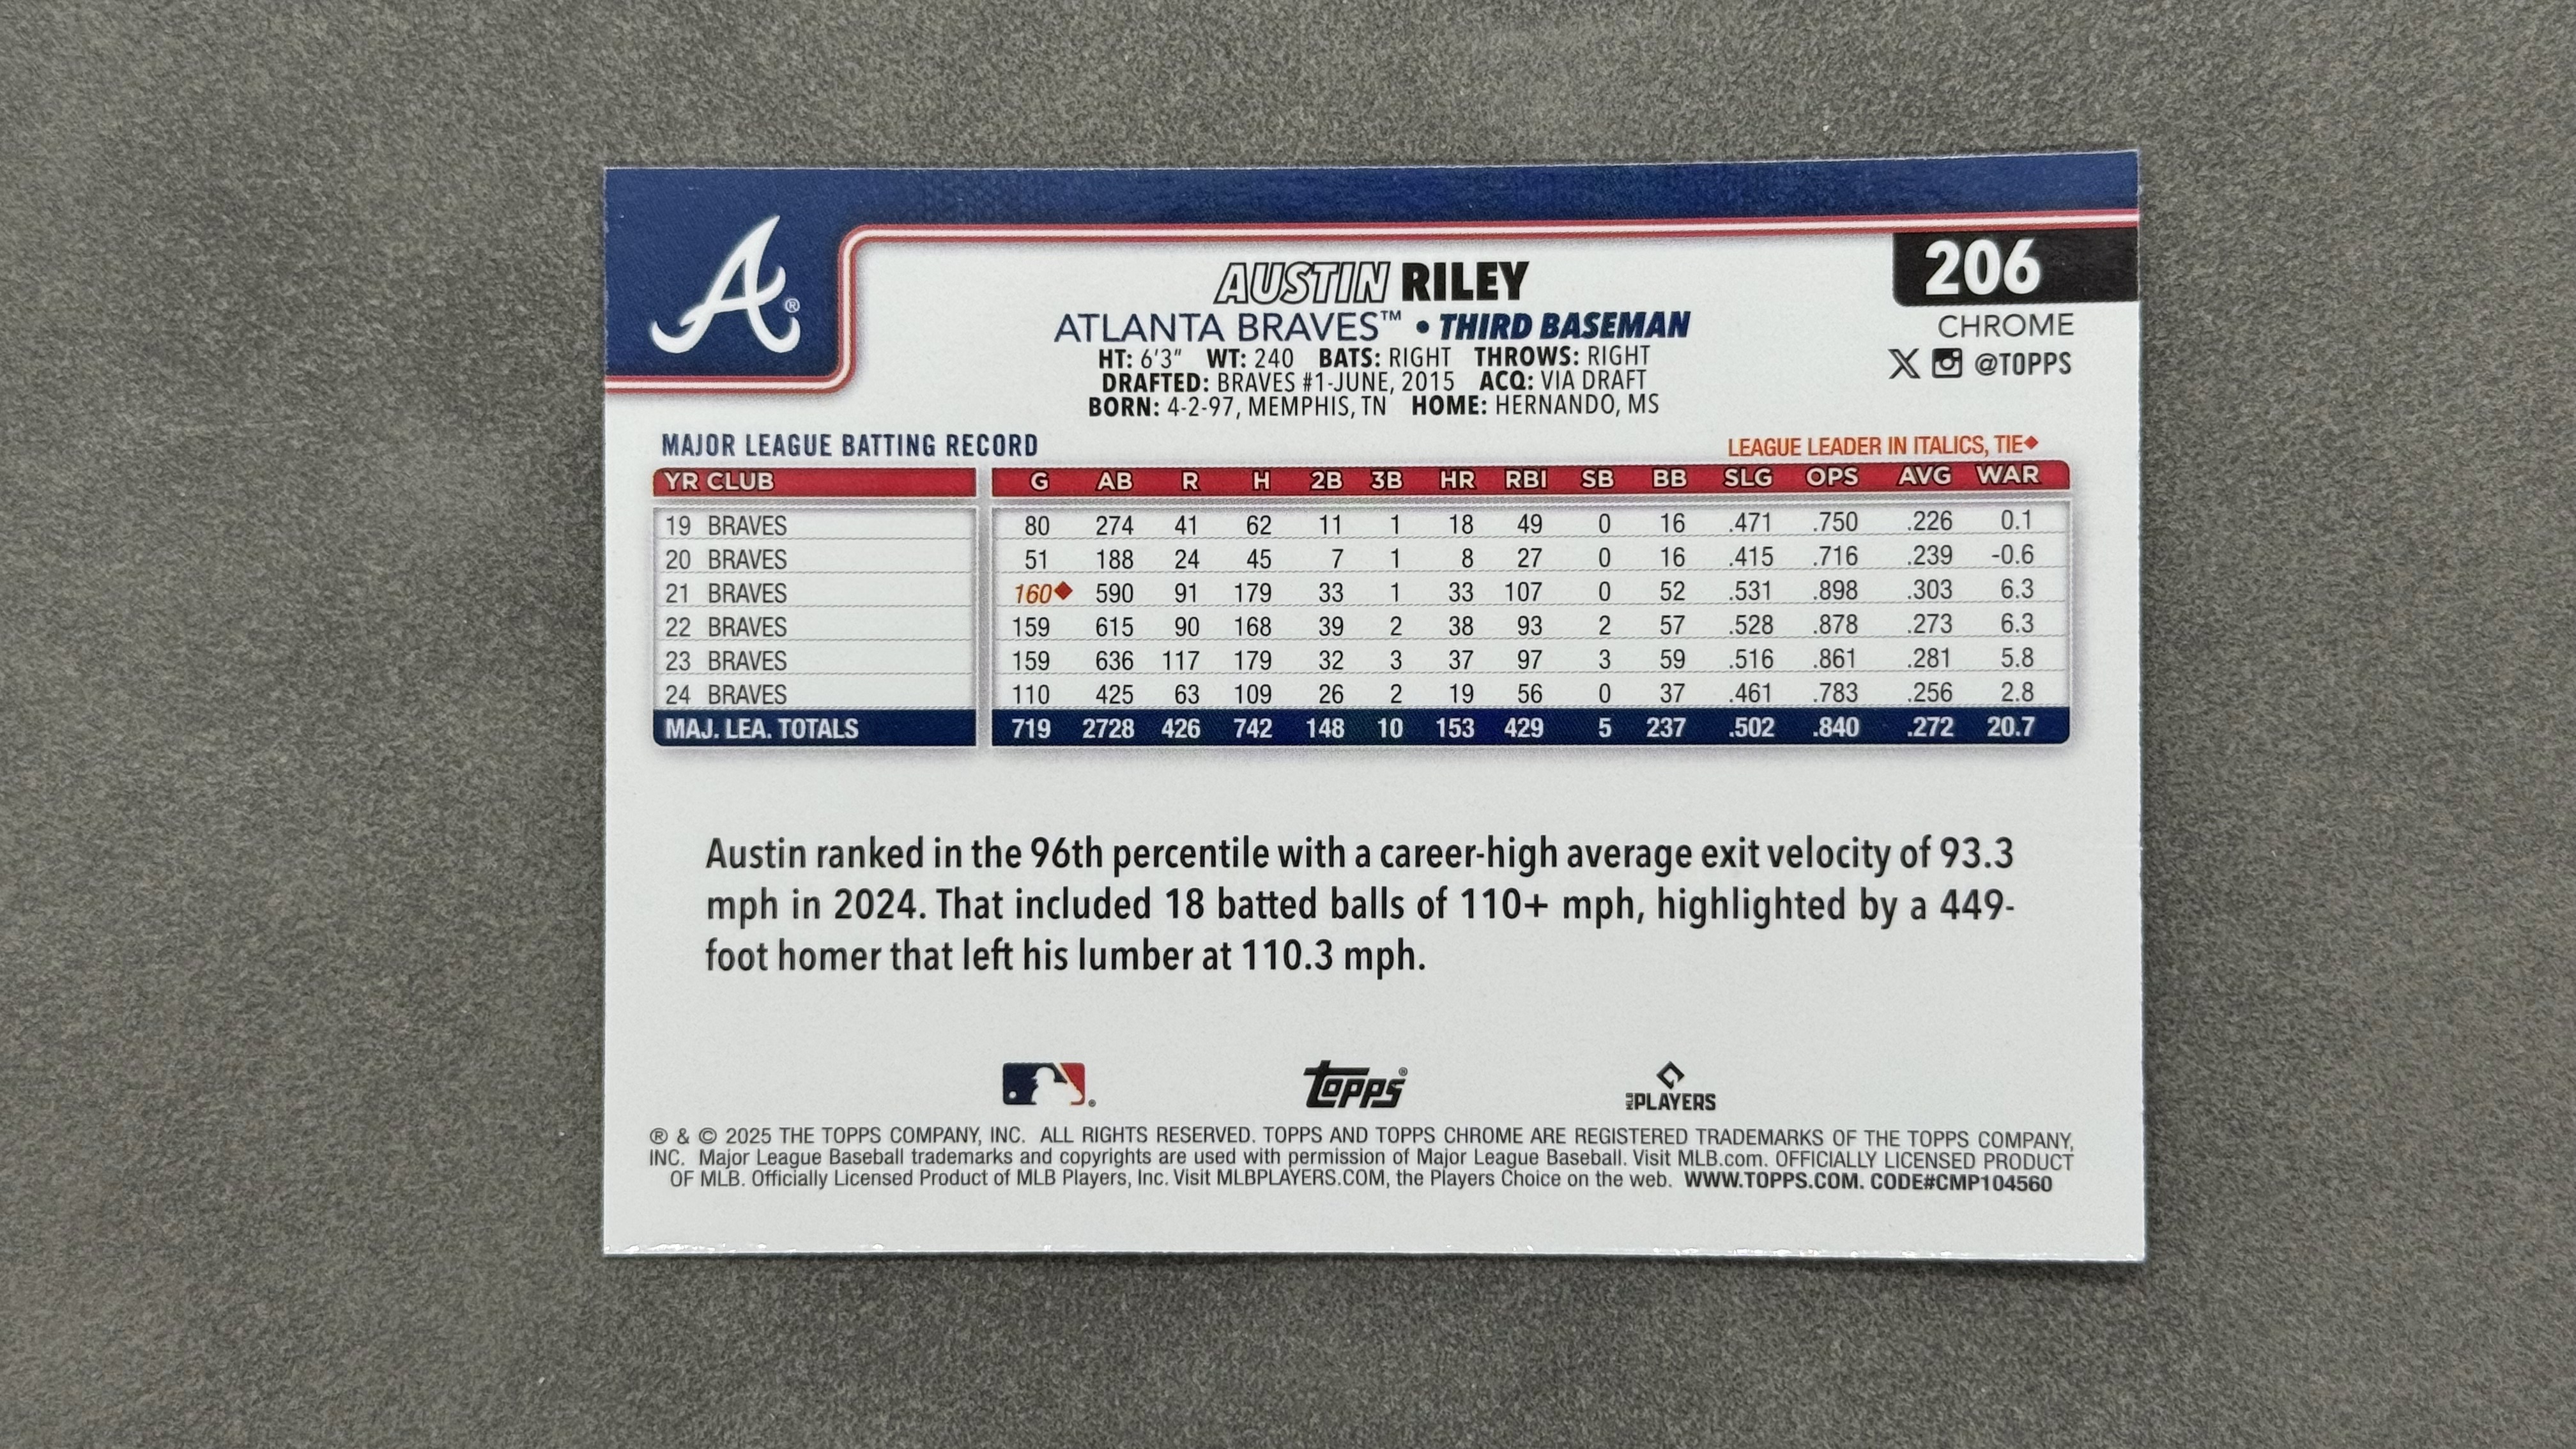 A®
AUSTIN RILEY
206
ATLANTA BRAVES™ • THIRD BASEMAN
CHROME
HT: 6'3" WT: 240 BATS: RIGHT THROWS: RIGHT
@TOPPS
DRAFTED: BRAVES #1-JUNE, 2015 ACQ: VIA DRAFT
BORN: 4-2-97, MEMPHIS, TN HOME: HERNANDO, MS
MAJOR LEAGUE BATTING RECORD
LEAGUE LEADER IN ITALICS, TIE◆
YR CLUB G AB R H 2B 3B HR RBI SB BB SLG OPS AVG WAR
19 BRAVES 80 274 41 62 11 1 18 49 0 16 .471 .750 .226 0.1
20 BRAVES 51 188 24 45 7 1 8 27 0 16 .415 .716 .239 -0.6
21 BRAVES 160◆ 590 91 179 33 1 33 107 0 52 .531 .898 .303 6.3
22 BRAVES 159 615 90 168 39 2 38 93 2 57 .528 .878 .273 6.3
23 BRAVES 159 636 117 179 32 3 37 97 3 59 .516 .861 .281 5.8
24 BRAVES 110 425 63 109 26 2 19 56 0 37 .461 .783 .256 2.8
MAJ. LEA. TOTALS 719 2728 426 742 148 10 153 429 5 237 .502 .840 .272 20.7
Austin ranked in the 96th percentile with a career-high average exit velocity of 93.3
mph in 2024. That included 18 batted balls of 110+ mph, highlighted by a 449-
foot homer that left his lumber at 110.3 mph.
Topps®
MLB PLAYERS
® & © 2025 THE TOPPS COMPANY, INC. ALL RIGHTS RESERVED. TOPPS AND TOPPS CHROME ARE REGISTERED TRADEMARKS OF THE TOPPS COMPANY,
INC. Major League Baseball trademarks and copyrights are used with permission of Major League Baseball. Visit MLB.com. OFFICIALLY LICENSED PRODUCT
OF MLB. Officially Licensed Product of MLB Players, Inc. Visit MLBPLAYERS.COM, the Players Choice on the web. WWW.TOPPS.COM. CODE#CMP104560